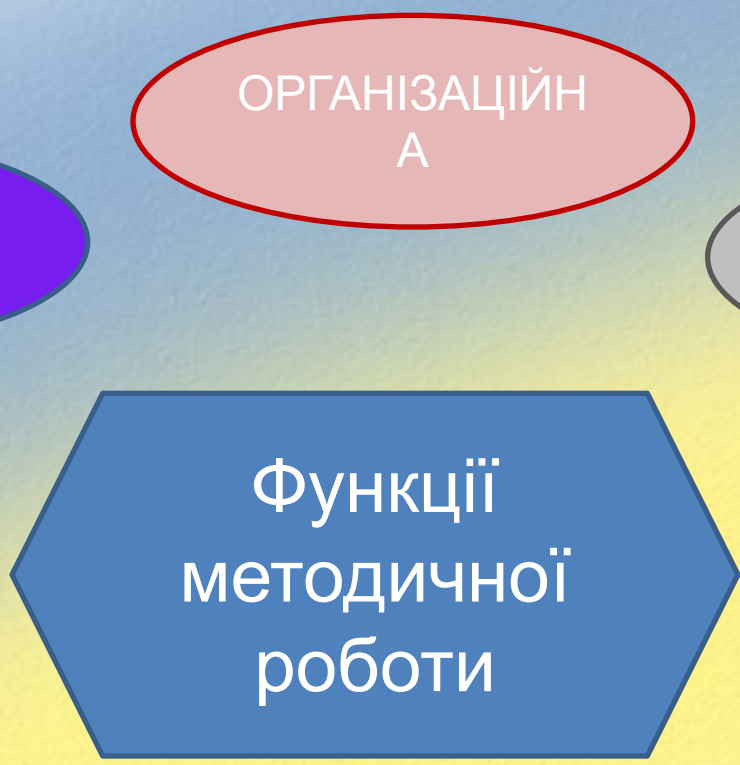 ОРГАНІЗАЦІЙН
А
Функції
методичної
роботи